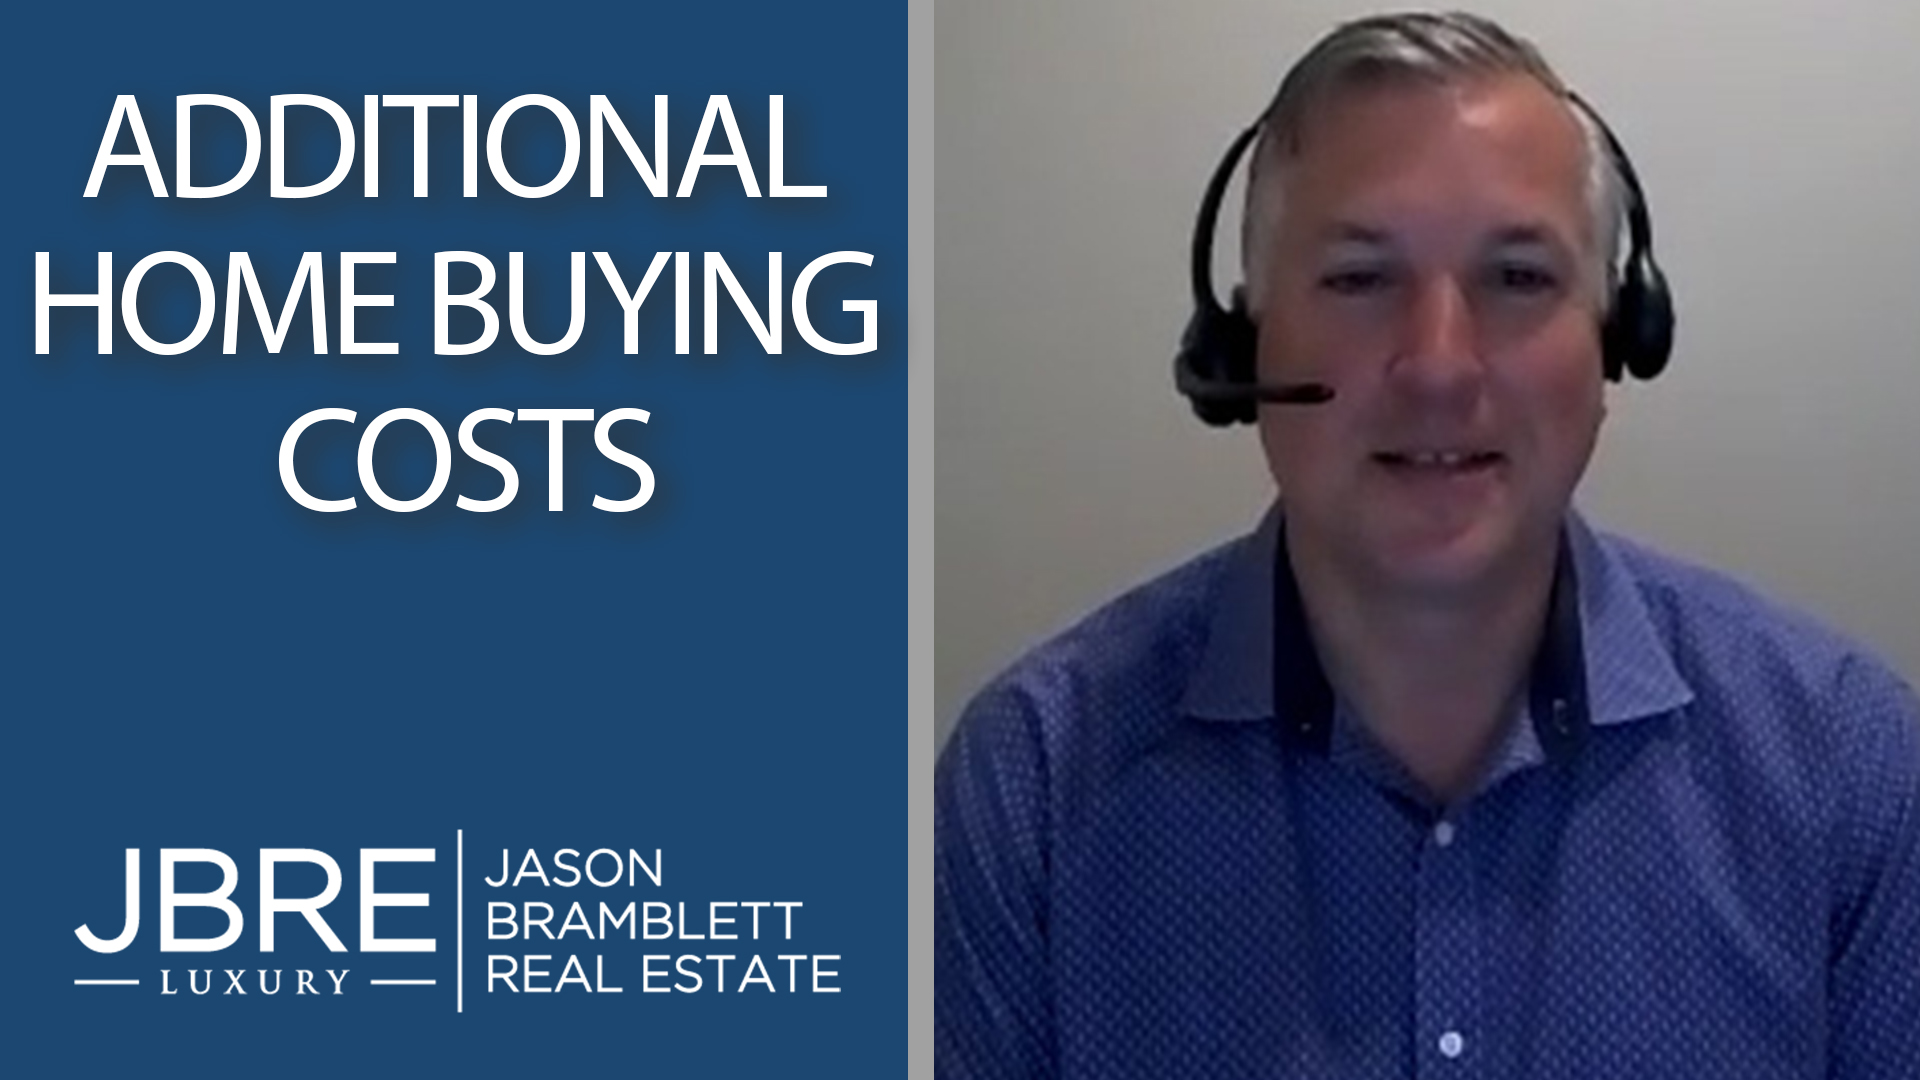 ADDITIONAL
HOME BUYING
COSTS
JBRE
LUXURY
JASON
BRAMBLETT
REAL ESTATE